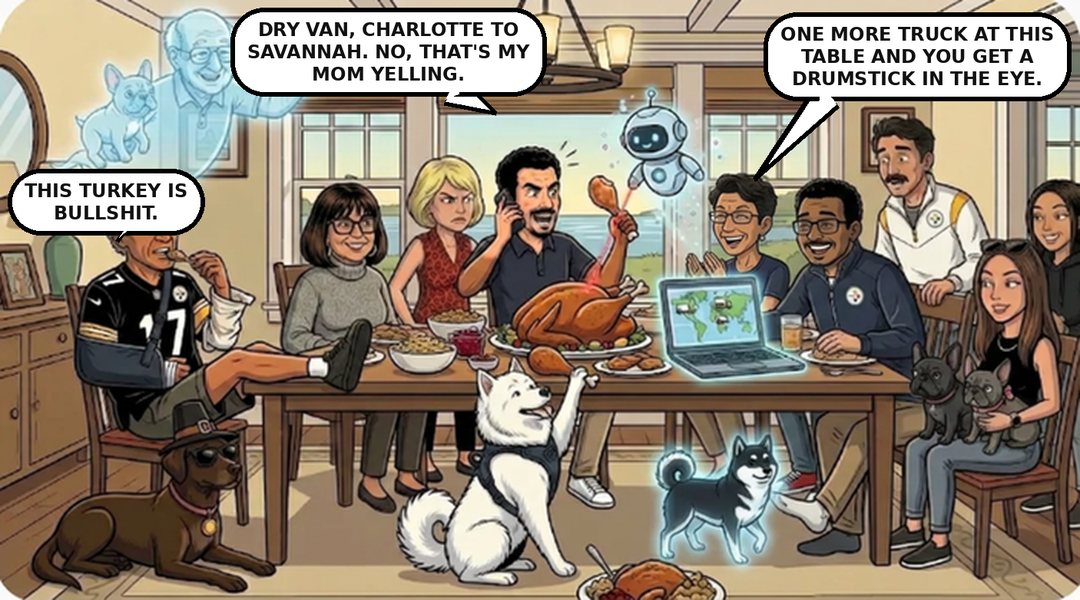 DRY VAN, CHARLOTTE TO
SAVANNAH. NO, THAT'S MY
MOM YELLING.
ONE MORE TRUCK AT THIS
TABLE AND YOU GET A
DRUMSTICK IN THE EYE.
THIS TURKEY IS
BULLSHIT.
17